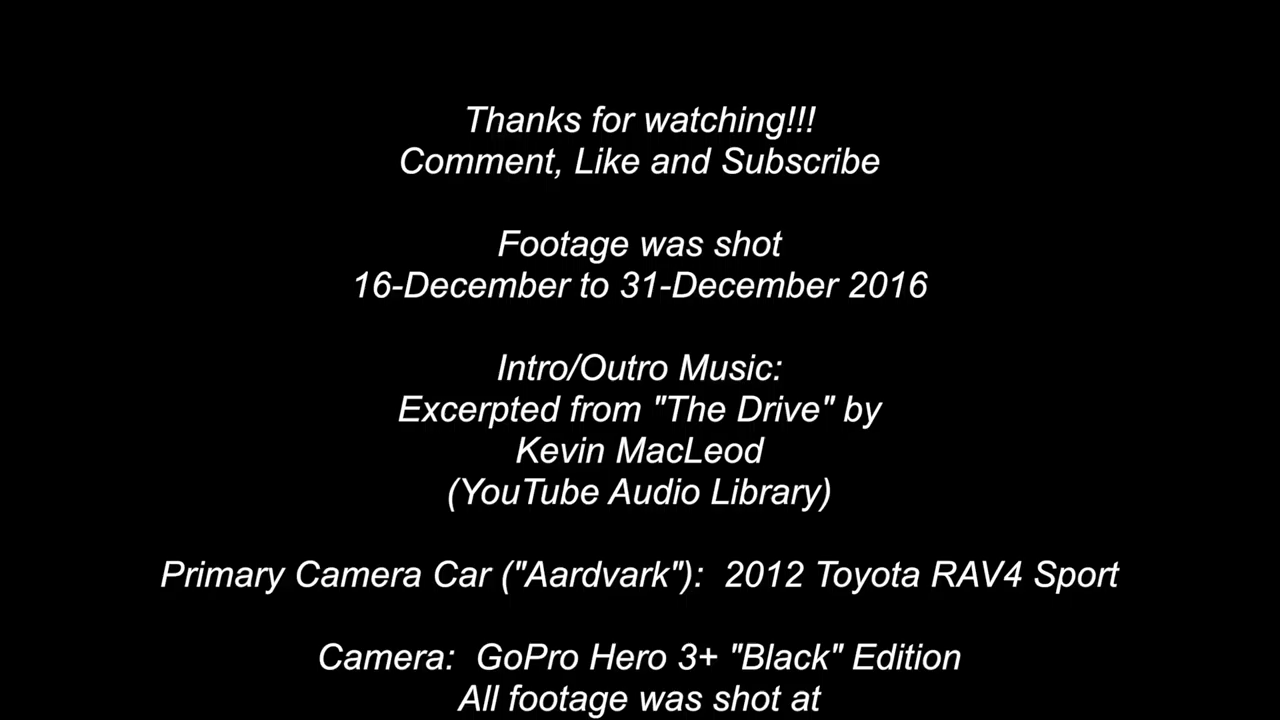 Thanks for watching!!!
Comment, Like and Subscribe
Footage was shot
16-December to 31-December 2016
Intro/Outro Music:
Excerpted from "The Drive" by
Kevin MacLeod
(YouTube Audio Library)
Primary Camera Car ("Aardvark"):  2012 Toyota RAV4 Sport
Camera:  GoPro Hero 3+ "Black" Edition
All footage was shot at